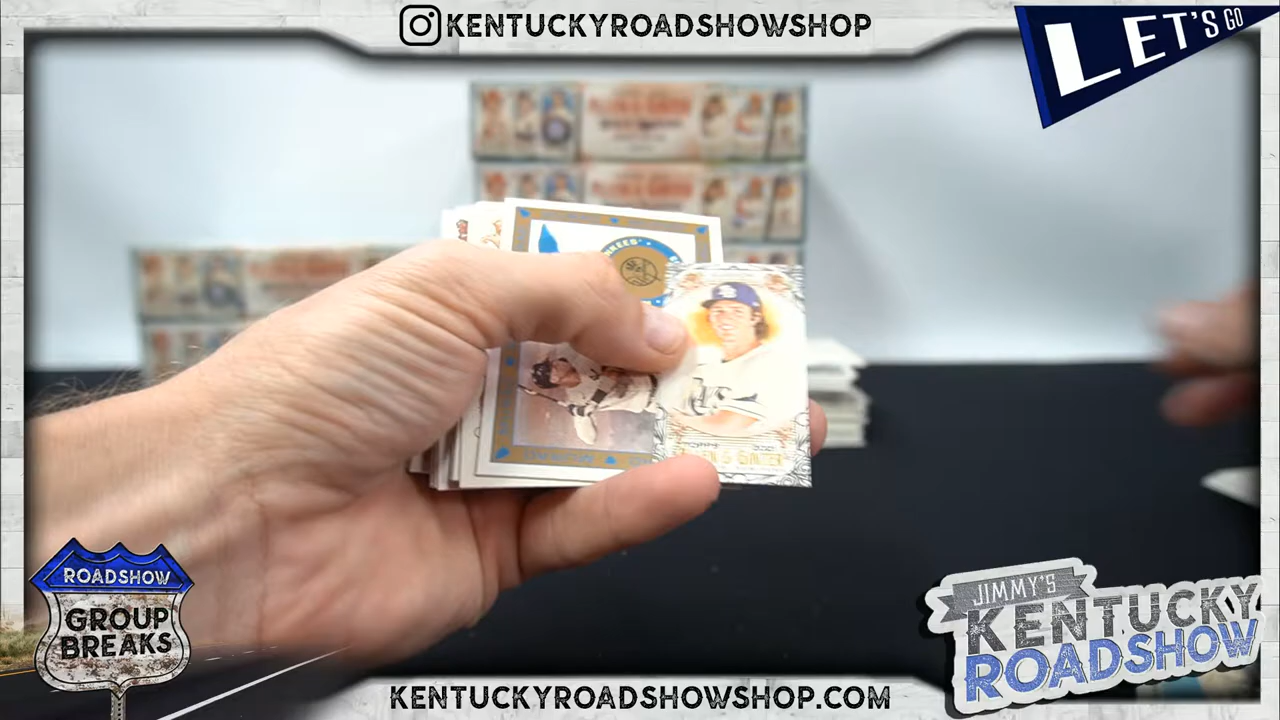 KENTUCKYROADSHOWSHOP
LET'S GO
ROADSHOW
GROUP
BREAKS
JIMMY'S
KENTUCKY
ROADSHOW
KENTUCKYROADSHOWSHOP.COM